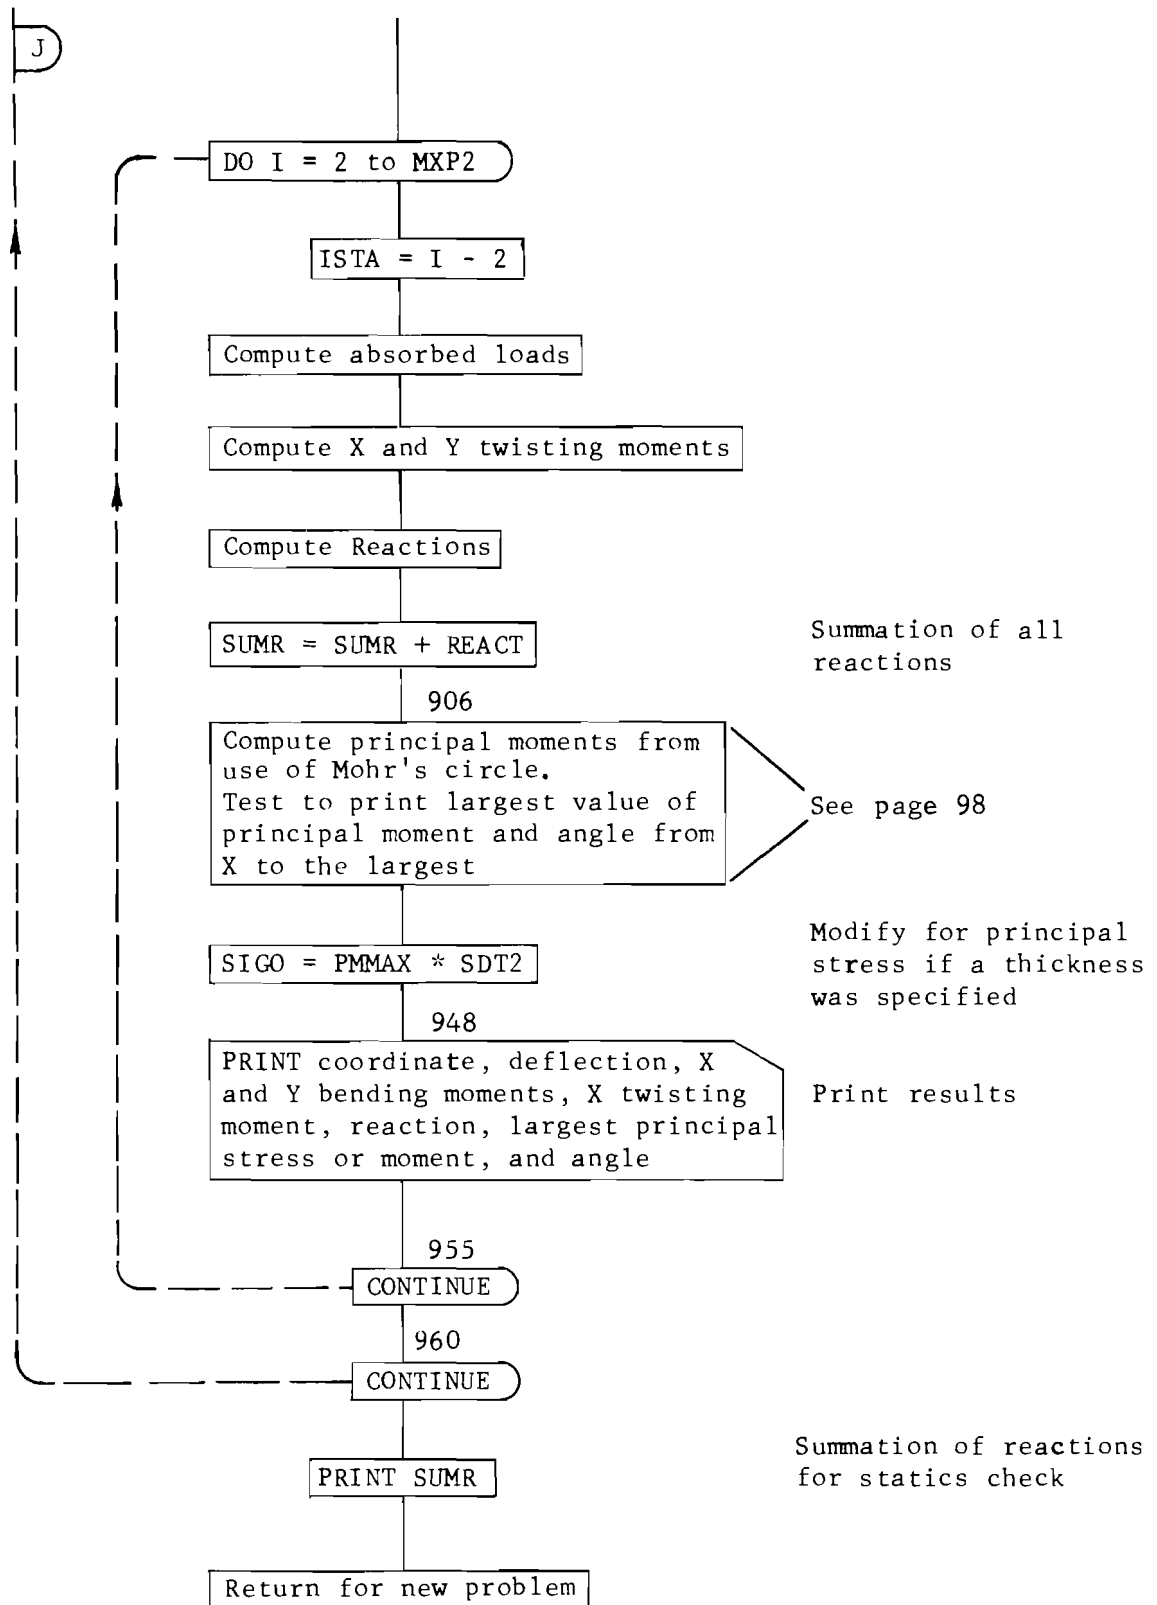 J
DO I = 2 to MXP2
ISTA = I - 2
Compute absorbed loads
Compute X and Y twisting moments
Compute Reactions
SUMR = SUMR + REACT
Summation of all
reactions
906
Compute principal moments from
use of Mohr's circle.
Test to print largest value of
principal moment and angle from
X to the largest
See page 98
SIGO = PMMAX * SDT2
Modify for principal
stress if a thickness
was specified
948
PRINT coordinate, deflection, X
and Y bending moments, X twisting
moment, reaction, largest principal
stress or moment, and angle
Print results
955
CONTINUE
960
CONTINUE
PRINT SUMR
Summation of reactions
for statics check
Return for new problem